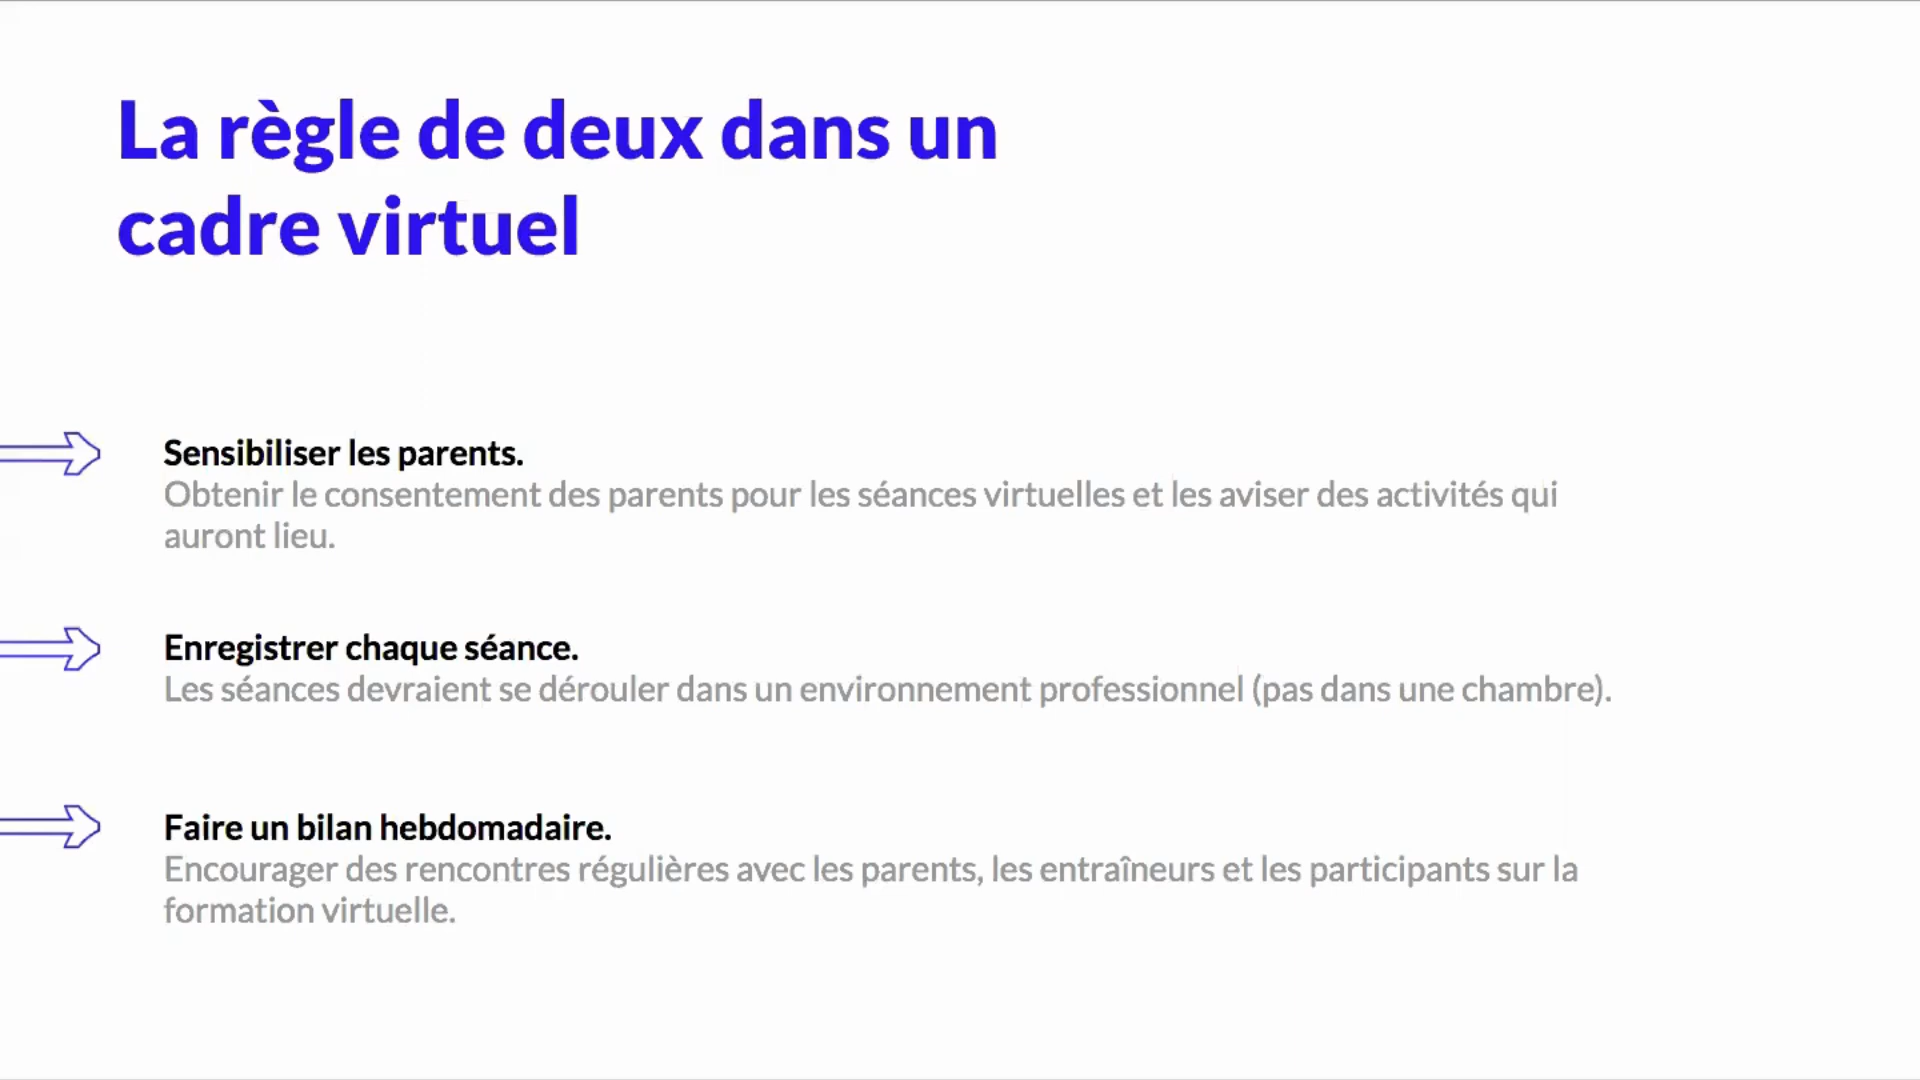 La règle de deux dans un
cadre virtuel
Sensibiliser les parents.
Obtenir le consentement des parents pour les séances virtuelles et les aviser des activités qui
auront lieu.
Enregistrer chaque séance.
Les séances devraient se dérouler dans un environnement professionnel (pas dans une chambre).
Faire un bilan hebdomadaire.
Encourager des rencontres régulières avec les parents, les entraîneurs et les participants sur la
formation virtuelle.